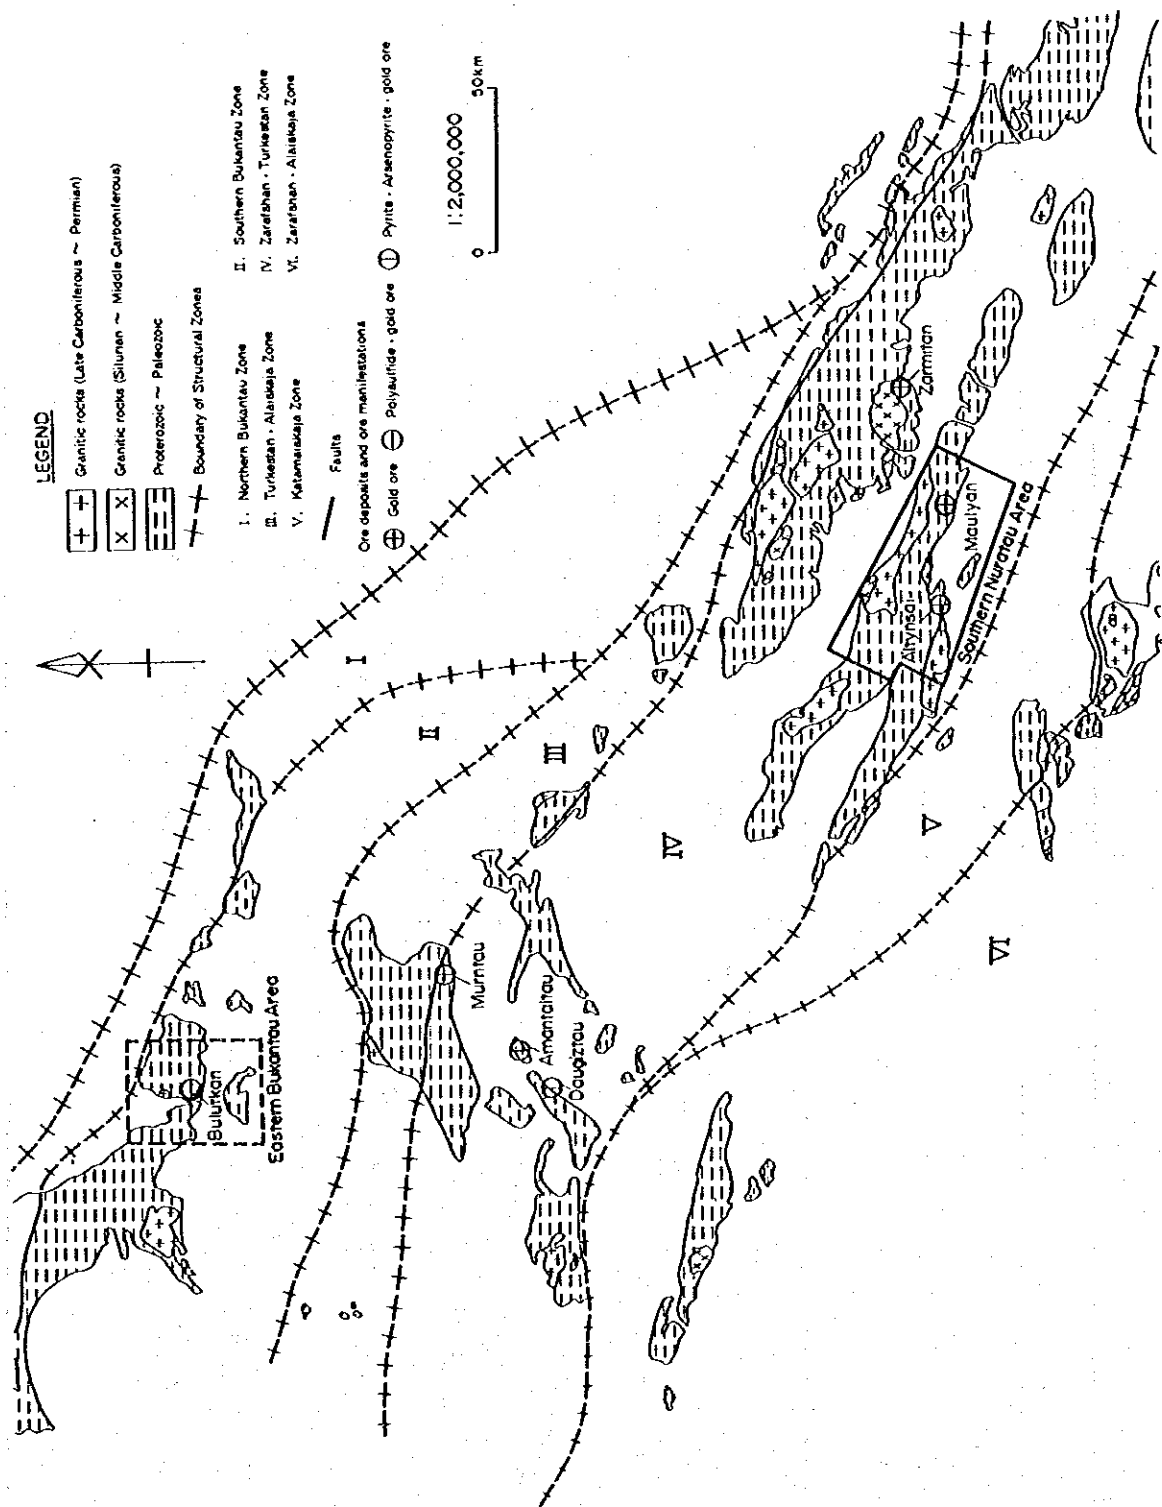 LEGEND
Granitic rocks (Late Carboniferous ~ Permian)
Granitic rocks (Silurian ~ Middle Carboniferous)
Proterozoic ~ Paleozoic
Boundary of Structural Zones
I. Northern Bukantau Zone
II. Southern Bukantau Zone
III. Turkestan - Alaiskaja Zone
IV. Zarafshan - Turkestan Zone
V. Katarmaiskaja Zone
VI. Zarafshan - Alaiskaja Zone
Faults
Ore deposits and ore manifestations
Gold ore
Polysulfide - gold ore
Pyrite - Arsenopyrite - gold ore
1:2,000,000
0
50km
I
II
III
IV
V
VI
Bulutkan
Eastern Bukantau Area
Murntau
Amantaitau
Daugiztau
Zarmitan
Altynsai
Maulyan
Southern Nuratau Area